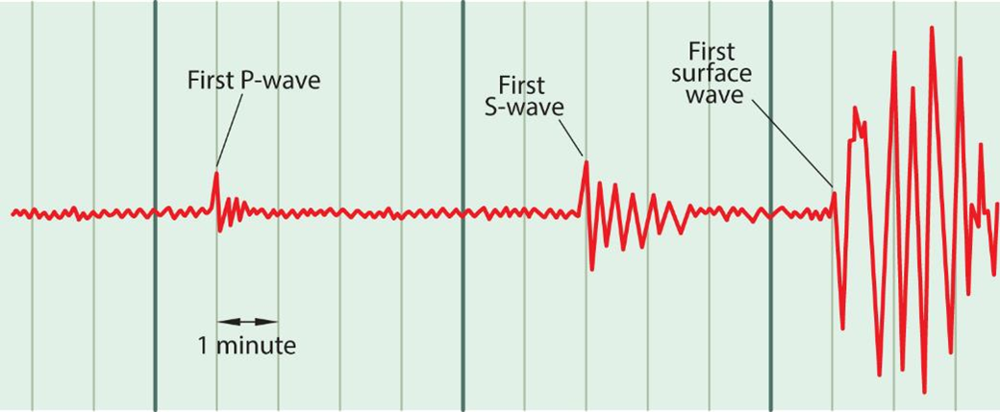 First P-wave
First
S-wave
First
surface
wave
1 minute